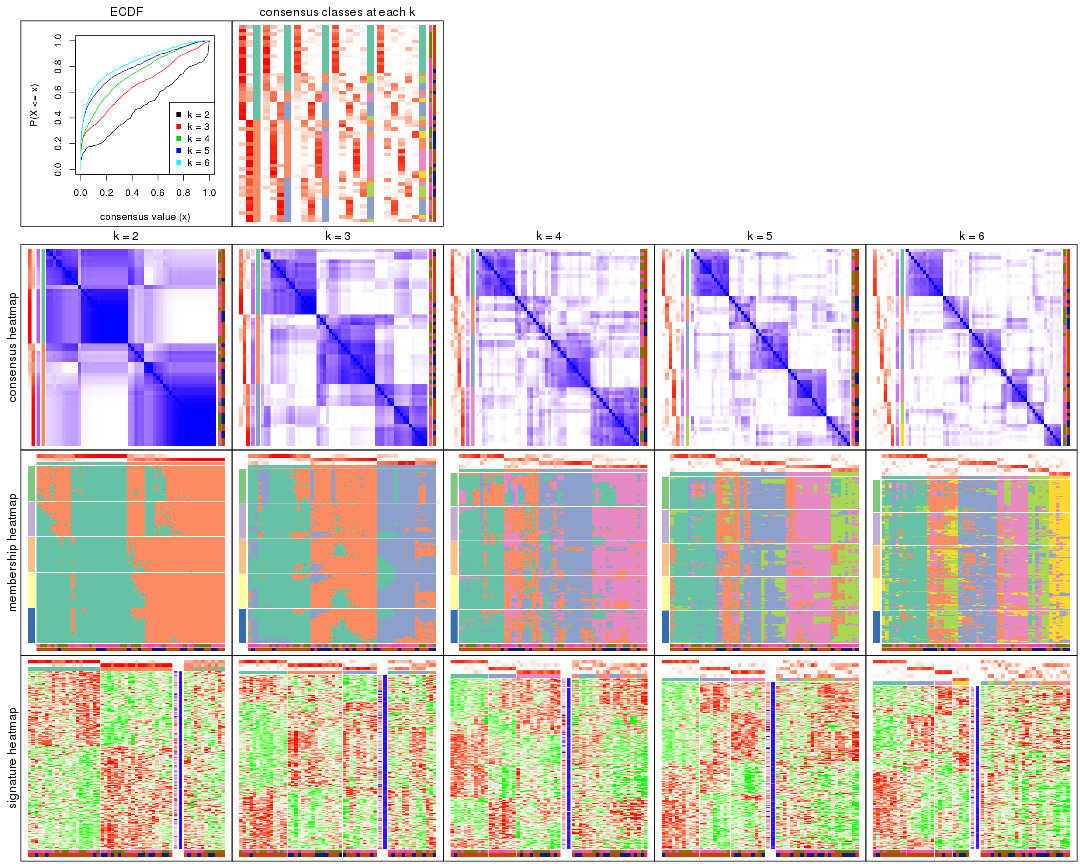 ECDF
consensus classes at each k
P(X <= x)
0.0 0.2 0.4 0.6 0.8 1.0
k = 2
k = 3
k = 4
k = 5
k = 6
0.0 0.2 0.4 0.6 0.8 1.0
consensus value (x)
k = 2 k = 3 k = 4 k = 5 k = 6
consensus heatmap
membership heatmap
signature heatmap